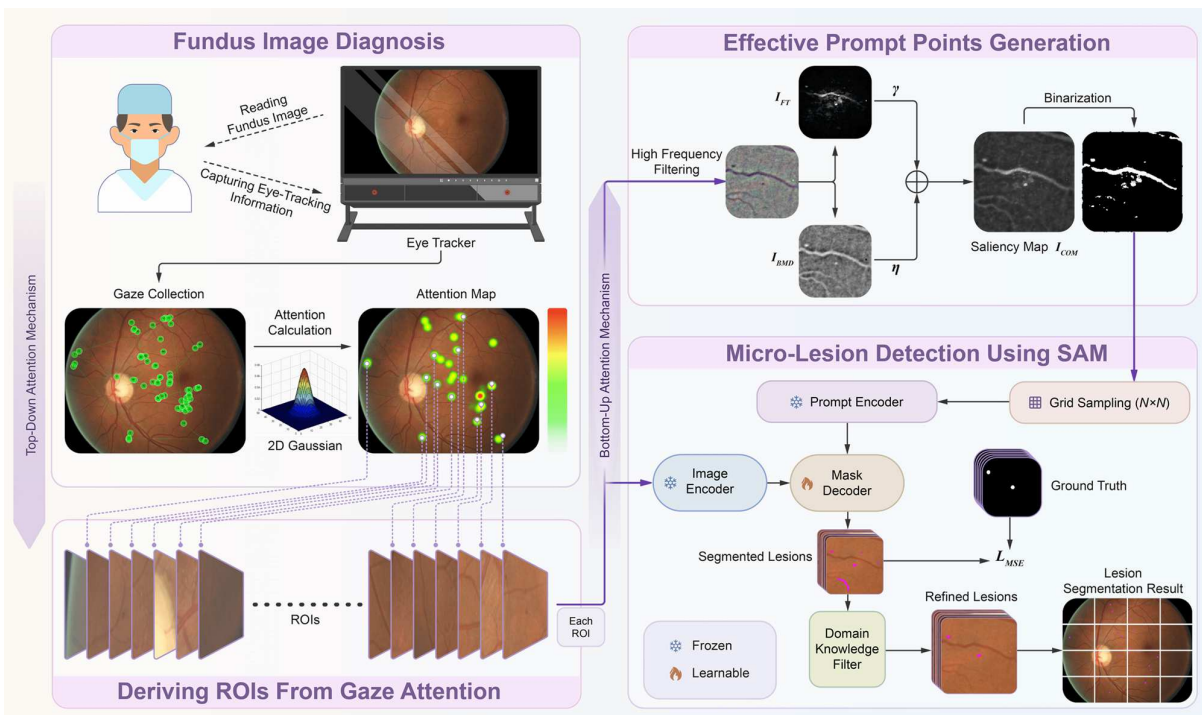 Fundus Image Diagnosis
Reading
Fundus Image
Capturing Eye-Tracking
Information
Eye Tracker
Gaze Collection
Attention
Calculation
2D Gaussian
Attention Map
Top-Down Attention Mechanism
ROIs
Each
ROI
Deriving ROIs From Gaze Attention
Bottom-Up Attention Mechanism
Effective Prompt Points Generation
High Frequency
Filtering
I_FT
γ
I_BMD
η
Binarization
Saliency Map I_COM
Micro-Lesion Detection Using SAM
Prompt Encoder
Grid Sampling (N×N)
Image
Encoder
Mask
Decoder
Ground Truth
Segmented Lesions
L_MSE
Refined Lesions
Lesion
Segmentation Result
Domain
Knowledge
Filter
Frozen
Learnable